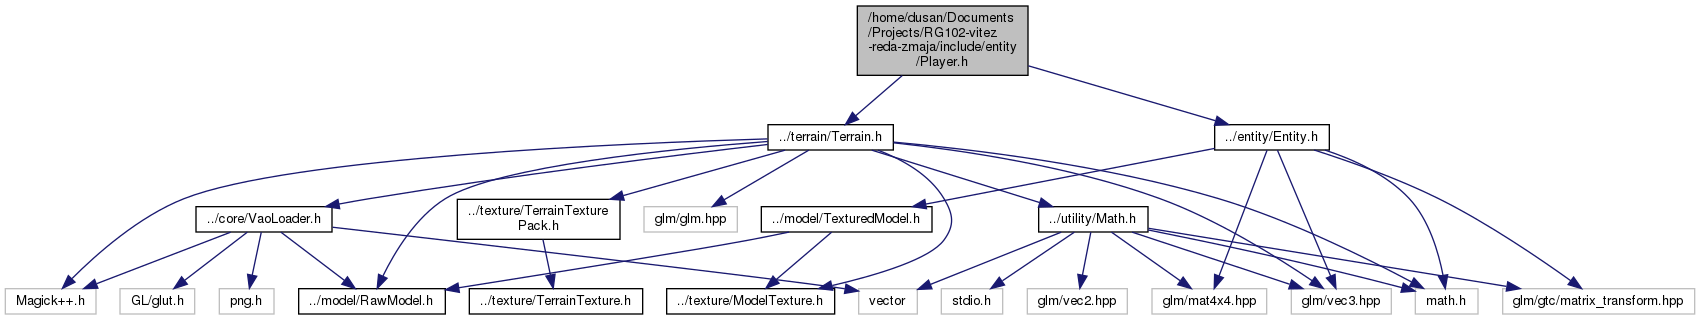 /home/dusan/Documents
/Projects/RG102-vitez
-reda-zmaja/include/entity
/Player.h
../terrain/Terrain.h
../entity/Entity.h
../core/VaoLoader.h
../texture/TerrainTexture
Pack.h
glm/glm.hpp
../model/TexturedModel.h
../utility/Math.h
Magick++.h
GL/glut.h
png.h
../model/RawModel.h
../texture/TerrainTexture.h
../texture/ModelTexture.h
vector
stdio.h
glm/vec2.hpp
glm/mat4x4.hpp
glm/vec3.hpp
math.h
glm/gtc/matrix_transform.hpp